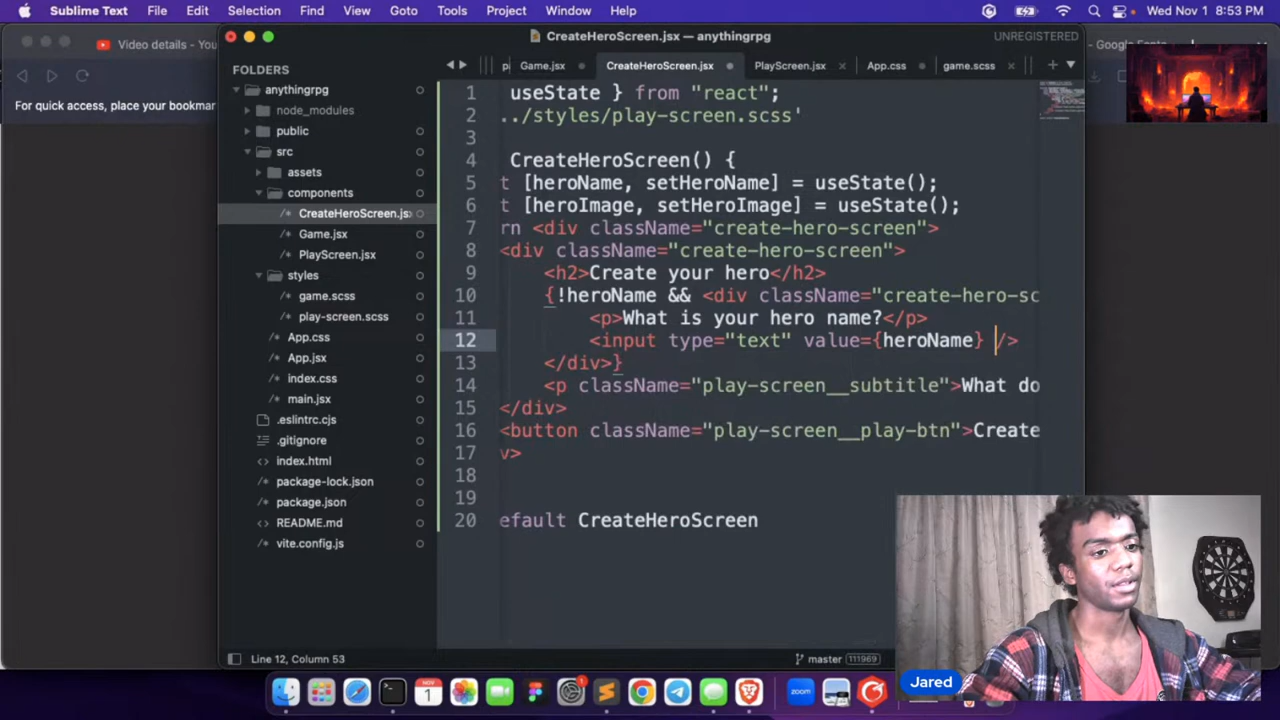 Sublime Text File Edit Selection Find View Goto Tools Project Window Help Wed Nov 1 8:53 PM
CreateHeroScreen.jsx — anythingrpg UNREGISTERED
Video details - You
Google Fonts
For quick access, place your bookmar
Game.jsx CreateHeroScreen.jsx PlayScreen.jsx App.css game.scss
FOLDERS
anythingrpg
node_modules
public
src
assets
components
CreateHeroScreen.jsx
Game.jsx
PlayScreen.jsx
styles
game.scss
play-screen.scss
App.css
App.jsx
index.css
main.jsx
.eslintrc.cjs
.gitignore
index.html
package-lock.json
package.json
README.md
vite.config.js
1 useState } from "react";
2 ../styles/play-screen.scss'
3
4 CreateHeroScreen() {
5 t [heroName, setHeroName] = useState();
6 t [heroImage, setHeroImage] = useState();
7 rn <div className="create-hero-screen">
8 <div className="create-hero-screen">
9 <h2>Create your hero</h2>
10 {!heroName && <div className="create-hero-sc
11 <p>What is your hero name?</p>
12 <input type="text" value={heroName} />
13 </div>}
14 <p className="play-screen__subtitle">What do
15 </div>
16 <button className="play-screen__play-btn">Create
17 v>
18
19
20 efault CreateHeroScreen
Line 12, Column 53 master 111969
Jared
NOV
1
1
zoom